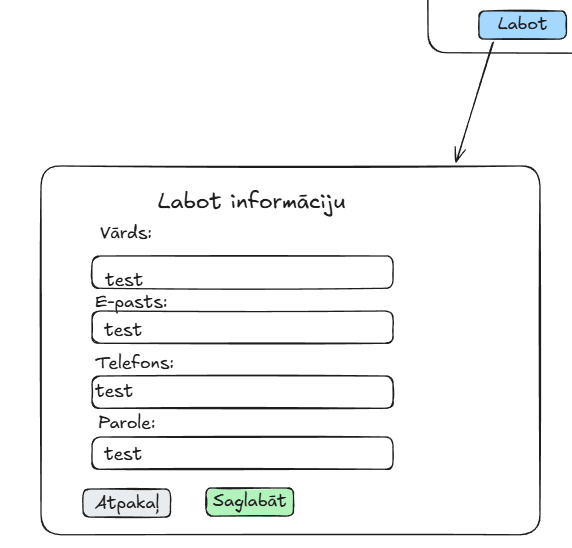 Labot
Labot informāciju
Vārds:
test
E-pasts:
test
Telefons:
test
Parole:
test
Atpakaļ Saglabāt